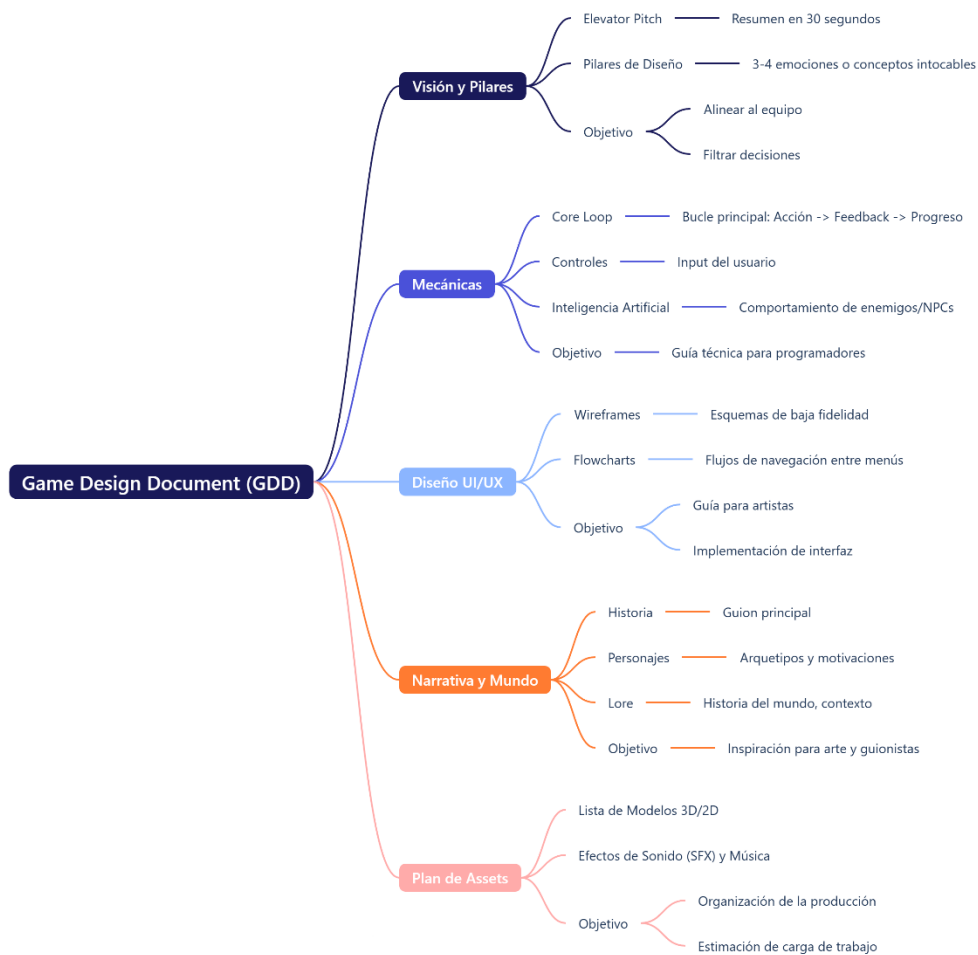 Game Design Document (GDD)
Visión y Pilares
Elevator Pitch
Resumen en 30 segundos
Pilares de Diseño
3-4 emociones o conceptos intocables
Objetivo
Alinear al equipo
Filtrar decisiones
Mecánicas
Core Loop
Bucle principal: Acción -> Feedback -> Progreso
Controles
Input del usuario
Inteligencia Artificial
Comportamiento de enemigos/NPCs
Objetivo
Guía técnica para programadores
Diseño UI/UX
Wireframes
Esquemas de baja fidelidad
Flowcharts
Flujos de navegación entre menús
Objetivo
Guía para artistas
Implementación de interfaz
Narrativa y Mundo
Historia
Guion principal
Personajes
Arquetipos y motivaciones
Lore
Historia del mundo, contexto
Objetivo
Inspiración para arte y guionistas
Plan de Assets
Lista de Modelos 3D/2D
Efectos de Sonido (SFX) y Música
Objetivo
Organización de la producción
Estimación de carga de trabajo